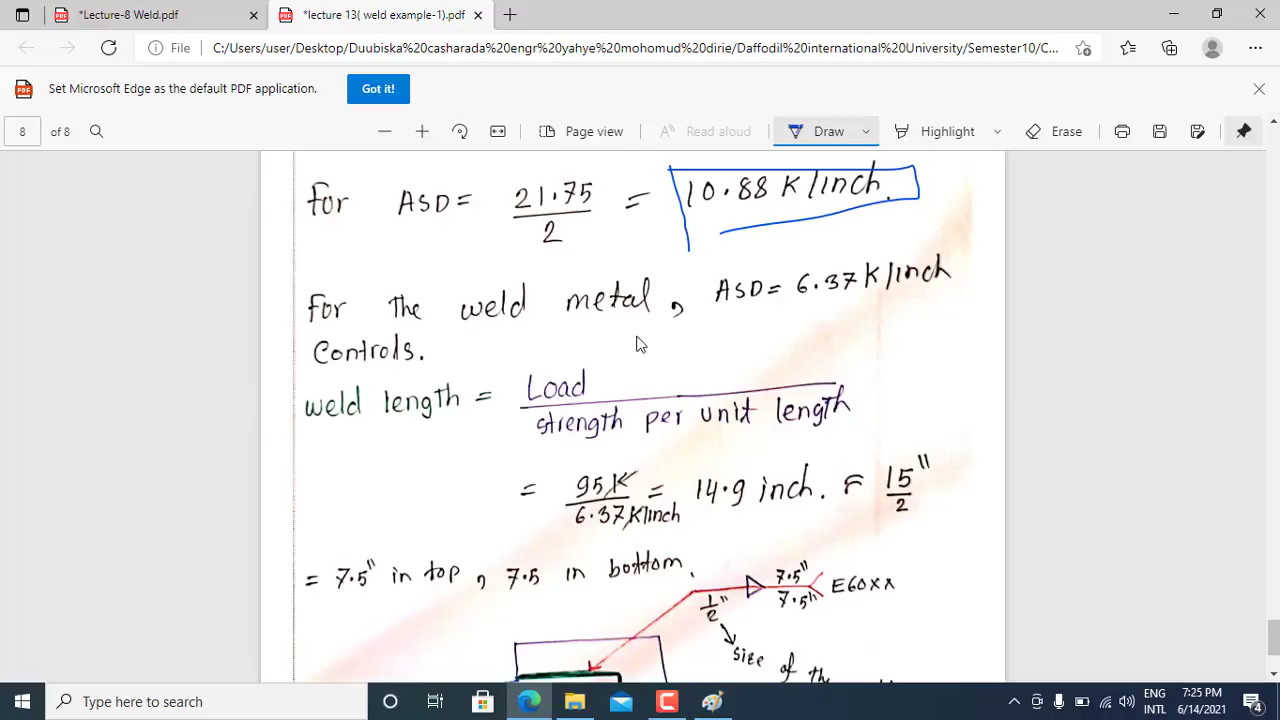 *Lecture-8 Weld.pdf
*lecture 13( weld example-1).pdf
File
C:/Users/user/Desktop/Duubiska%20casharada%20engr%20yahye%20mohomud%20dirie/Daffodil%20international%20University/Semester10/C...
Set Microsoft Edge as the default PDF application.
Got it!
8 of 8
Page view
Read aloud
Draw
Highlight
Erase
for ASD = 21.75/2 = 10.88 K/inch.
for the weld metal, ASD = 6.37 K/inch
Controls.
weld length = Load / strength per unit length
= 95 K / 6.37 K/inch = 14.9 inch. ≈ 15"/2
= 7.5" in top, 7.5 in bottom.
1/2" 7.5" 7.5" E60XX
size of the
Type here to search
ENG
INTL
7:25 PM
6/14/2021
4